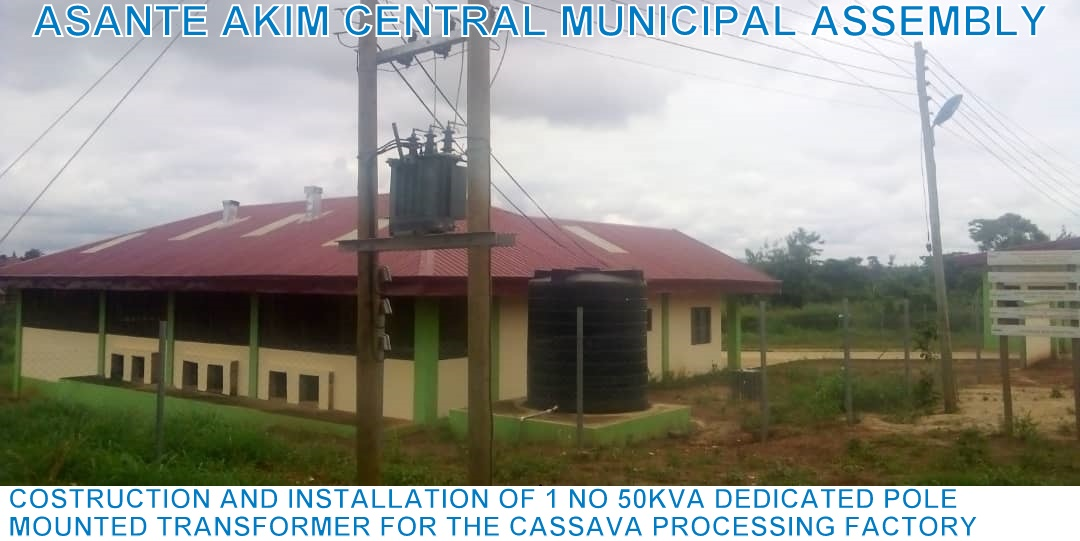 ASANTE AKIM CENTRAL MUNICIPAL ASSEMBLY
COSTRUCTION AND INSTALLATION OF 1 NO 50KVA DEDICATED POLE
MOUNTED TRANSFORMER FOR THE CASSAVA PROCESSING FACTORY